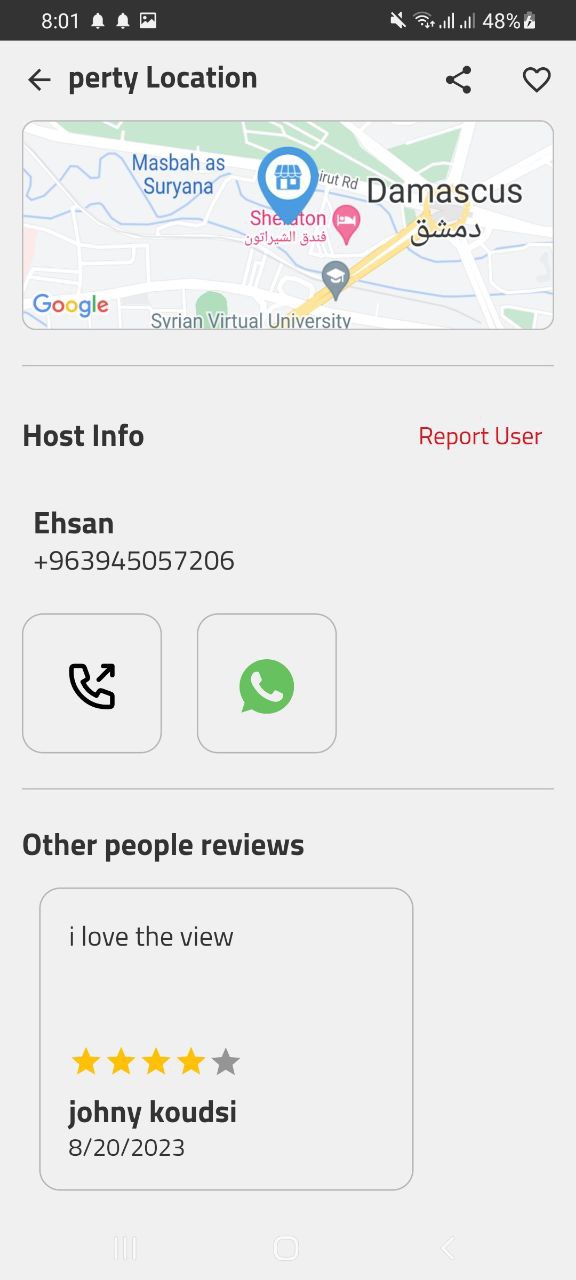 8:01 48%
perty Location
Masbah as
Suryana
irut Rd
Damascus
دمشق
Sheraton
فندق الشيراتون
Google
Syrian Virtual University
Host Info
Report User
Ehsan
+963945057206
Other people reviews
i love the view
johny koudsi
8/20/2023